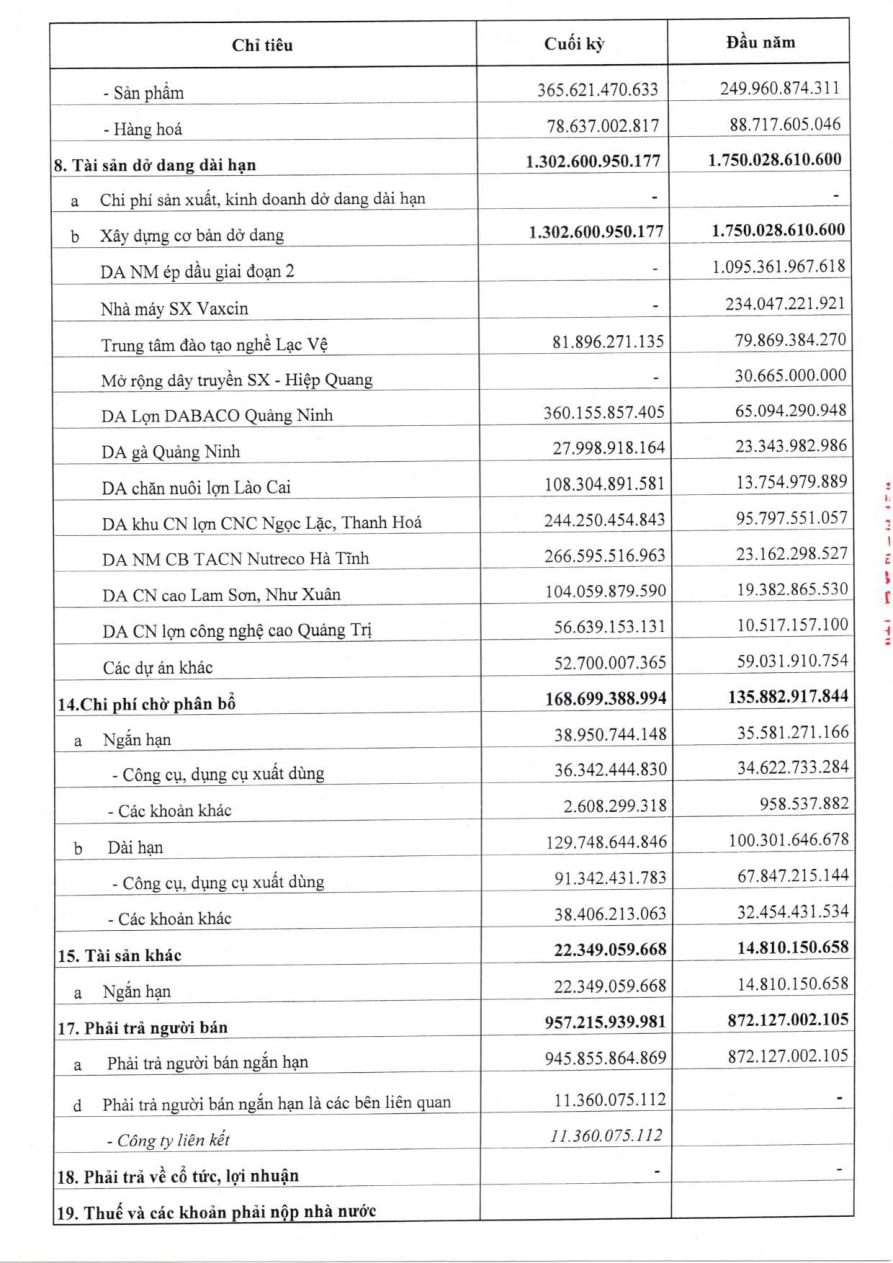 Chỉ tiêu Cuối kỳ Đầu năm
- Sản phẩm 365.621.470.633 249.960.874.311
- Hàng hoá 78.637.002.817 88.717.605.046
8. Tài sản dở dang dài hạn 1.302.600.950.177 1.750.028.610.600
a Chi phí sản xuất, kinh doanh dở dang dài hạn - -
b Xây dựng cơ bản dở dang 1.302.600.950.177 1.750.028.610.600
DA NM ép dầu giai đoạn 2 - 1.095.361.967.618
Nhà máy SX Vaxcin - 234.047.221.921
Trung tâm đào tạo nghề Lạc Vệ 81.896.271.135 79.869.384.270
Mở rộng dây truyền SX - Hiệp Quang - 30.665.000.000
DA Lợn DABACO Quảng Ninh 360.155.857.405 65.094.290.948
DA gà Quảng Ninh 27.998.918.164 23.343.982.986
DA chăn nuôi lợn Lào Cai 108.304.891.581 13.754.979.889
DA khu CN lợn CNC Ngọc Lặc, Thanh Hoá 244.250.454.843 95.797.551.057
DA NM CB TACN Nutreco Hà Tĩnh 266.595.516.963 23.162.298.527
DA CN cao Lam Sơn, Như Xuân 104.059.879.590 19.382.865.530
DA CN lợn công nghệ cao Quảng Trị 56.639.153.131 10.517.157.100
Các dự án khác 52.700.007.365 59.031.910.754
14.Chi phí chờ phân bổ 168.699.388.994 135.882.917.844
a Ngắn hạn 38.950.744.148 35.581.271.166
- Công cụ, dụng cụ xuất dùng 36.342.444.830 34.622.733.284
- Các khoản khác 2.608.299.318 958.537.882
b Dài hạn 129.748.644.846 100.301.646.678
- Công cụ, dụng cụ xuất dùng 91.342.431.783 67.847.215.144
- Các khoản khác 38.406.213.063 32.454.431.534
15. Tài sản khác 22.349.059.668 14.810.150.658
a Ngắn hạn 22.349.059.668 14.810.150.658
17. Phải trả người bán 957.215.939.981 872.127.002.105
a Phải trả người bán ngắn hạn 945.855.864.869 872.127.002.105
d Phải trả người bán ngắn hạn là các bên liên quan 11.360.075.112 -
- Công ty liên kết 11.360.075.112
18. Phải trả về cổ tức, lợi nhuận - -
19. Thuế và các khoản phải nộp nhà nước